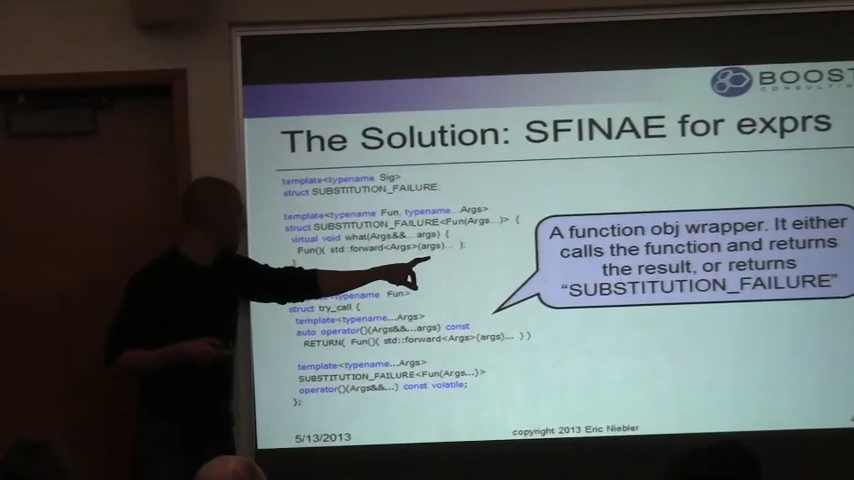 BOOST
CONSULTING
The Solution: SFINAE for exprs
template<typename Sig>
struct SUBSTITUTION_FAILURE;
template<typename Fun, typename...Args>
struct SUBSTITUTION_FAILURE<Fun(Args...)> {
virtual void what(Args&&... args) {
Fun()( std::forward<Args>(args)... );
}
template<typename Fun>
struct try_call {
template<typename...Args>
auto operator()(Args&&...args) const
RETURN( Fun()( std::forward<Args>(args)... ) )
template<typename...Args>
SUBSTITUTION_FAILURE<Fun(Args...)>
operator()(Args&&...) const volatile;
};
A function obj wrapper. It either
calls the function and returns
the result, or returns
“SUBSTITUTION_FAILURE”
5/13/2013
copyright 2013 Eric Niebler